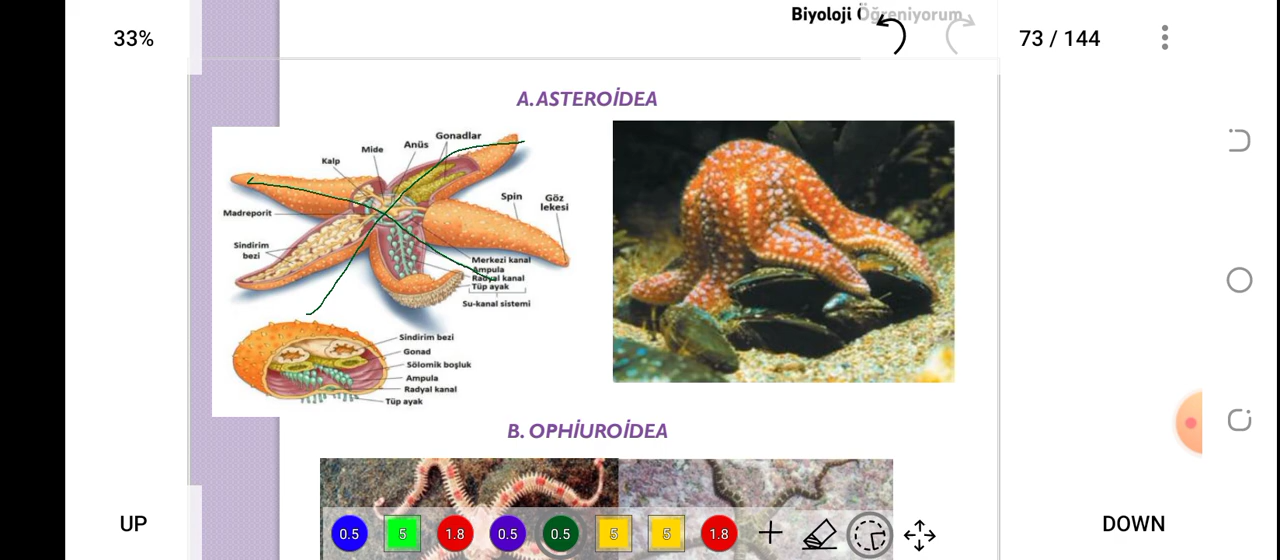 Biyoloji Öğreniyorum
33%
73 / 144
A. ASTEROİDEA
Gonadlar
Anüs
Mide
Kalp
Spin
Göz
lekesi
Madreporit
Sindirim
bezi
Merkezi kanal
Ampula
Radyal kanal
Tüp ayak
Su-kanal sistemi
Sindirim bezi
Gonad
Sölomik boşluk
Ampula
Radyal kanal
Tüp ayak
B. OPHİUROİDEA
UP
0.5 5 1.8 0.5 0.5 5 5 1.8
DOWN